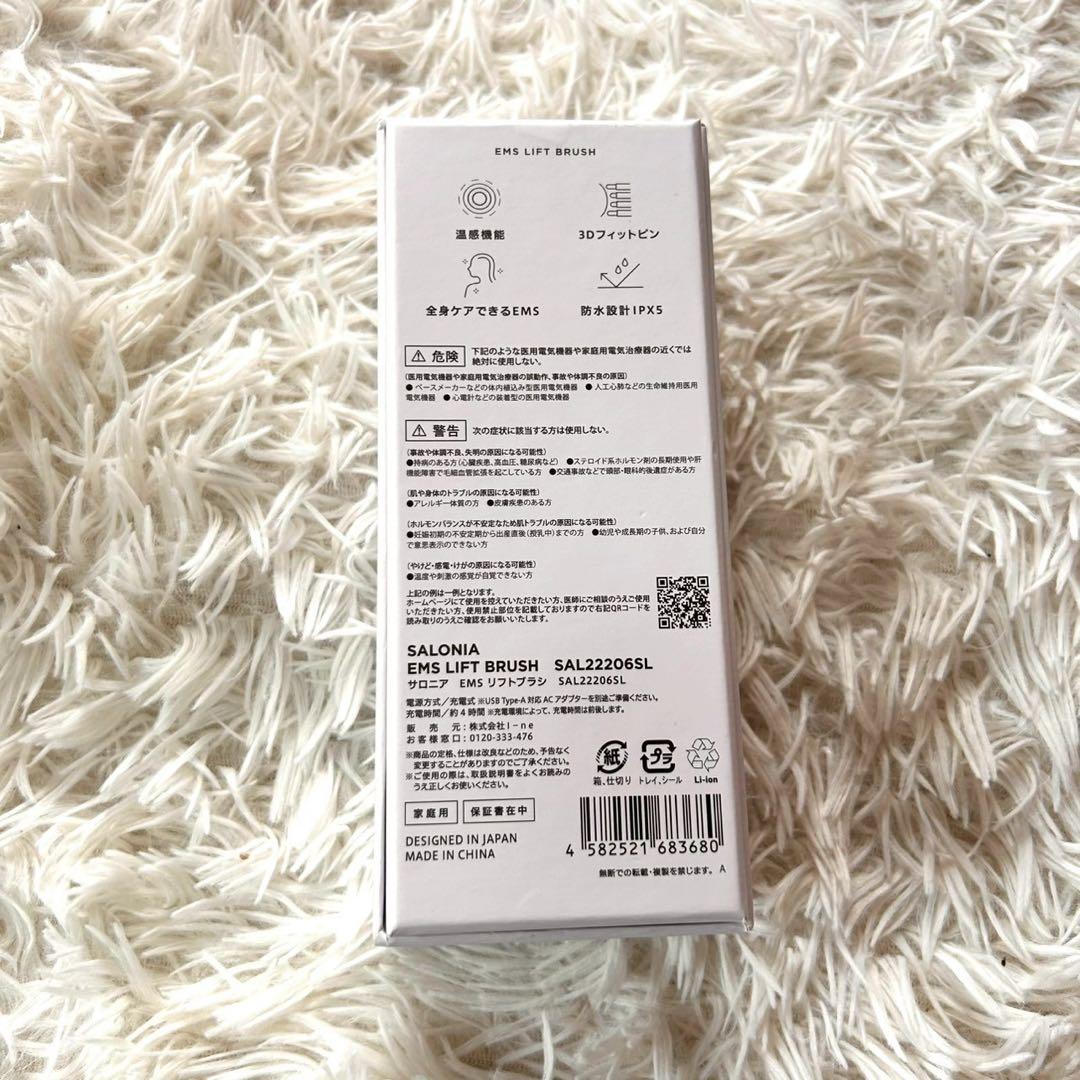 EMS LIFT BRUSH
温感機能
3Dフィットピン
全身ケアできるEMS
防水設計IPX5
危険 下記のような医用電気機器や家庭用電気治療器の近くでは
絶対に使用しない。
(医用電気機器や家庭用電気治療器の誤動作、事故や体調不良の原因)
●ペースメーカーなどの体内植込み型医用電気機器 ●人工心肺などの生命維持用医用
電気機器 ●心電計などの装着型の医用電気機器
警告 次の症状に該当する方は使用しない。
(事故や体調不良、失明の原因になる可能性)
●持病のある方(心臓疾患、高血圧、糖尿病など) ●ステロイド系ホルモン剤の長期使用や肝
機能障害で毛細血管拡張を起こしている方 ●交通事故などで頭部・眼科的後遺症がある方
(肌や身体のトラブルの原因になる可能性)
●アレルギー体質の方 ●皮膚疾患のある方
(ホルモンバランスが不安定なため肌トラブルの原因になる可能性)
●妊娠初期の不安定期から出産直後(授乳中)までの方 ●幼児や成長期の子供、および自分
で意思表示のできない方
(やけど・感電・けがの原因になる可能性)
●温度や刺激の感覚が自覚できない方
上記の例は一例となります。
ホームページにて使用を控えていただきたい方、医師にご相談のうえご使用
いただきたい方、使用禁止部位を記載しておりますので右記QRコードを
読み取りのうえご確認をお願いいたします。
SALONIA
EMS LIFT BRUSH SAL22206SL
サロニア EMS リフトブラシ SAL22206SL
電源方式/充電式 ※USB Type-A 対応 AC アダプターを別途ご準備ください。
充電時間/約4時間 ※充電環境によって、充電時間は前後します。
販売元:株式会社I-ne
お客様窓口:0120-333-476
※商品の定格、仕様は改良などのため、予告なく
変更することがありますのでご了承ください。
※ご使用の際は、取扱説明書をよくお読みの
うえ正しくお使いください。
紙 プラ
箱、仕切り トレイ、シール Li-ion
家庭用 保証書在中
DESIGNED IN JAPAN
MADE IN CHINA
4 582521 683680
無断での転載・複製を禁じます。 A